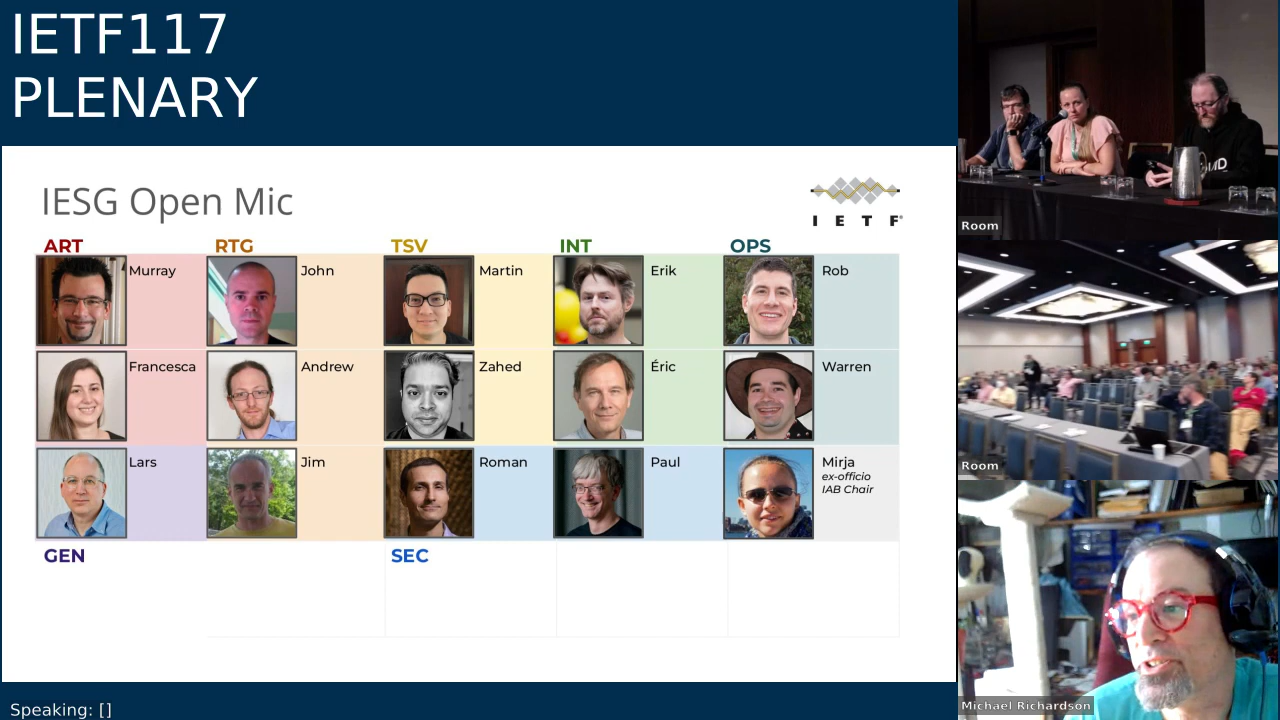 IETF117
PLENARY
IESG Open Mic
I E T F
ART RTG TSV INT OPS
Murray John Martin Erik Rob
Francesca Andrew Zahed Éric Warren
Lars Jim Roman Paul Mirja
ex-officio
IAB Chair
GEN SEC
Speaking: []
Room
Room
Michael Richardson